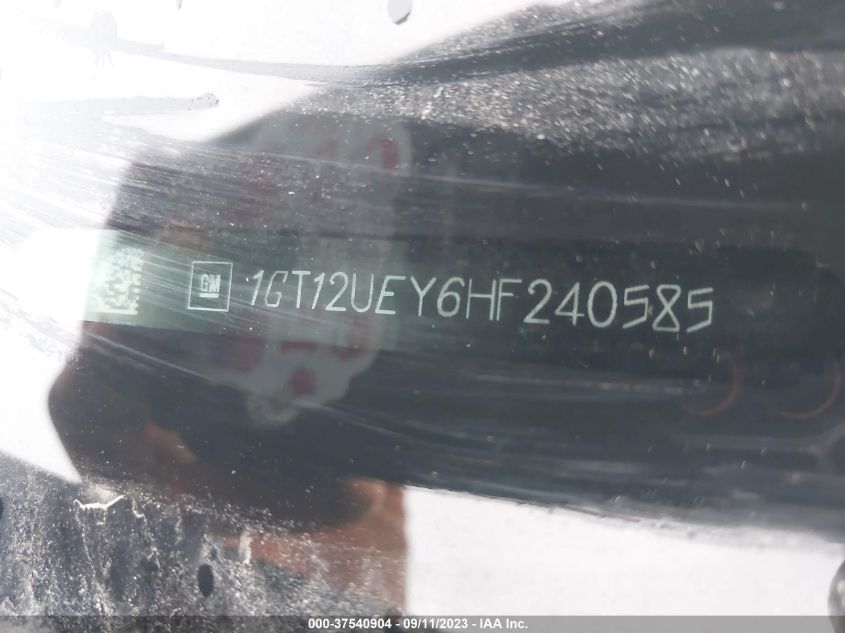 GM 1GT12UEY6HF240585
000-37540904 - 09/11/2023 - IAA Inc.